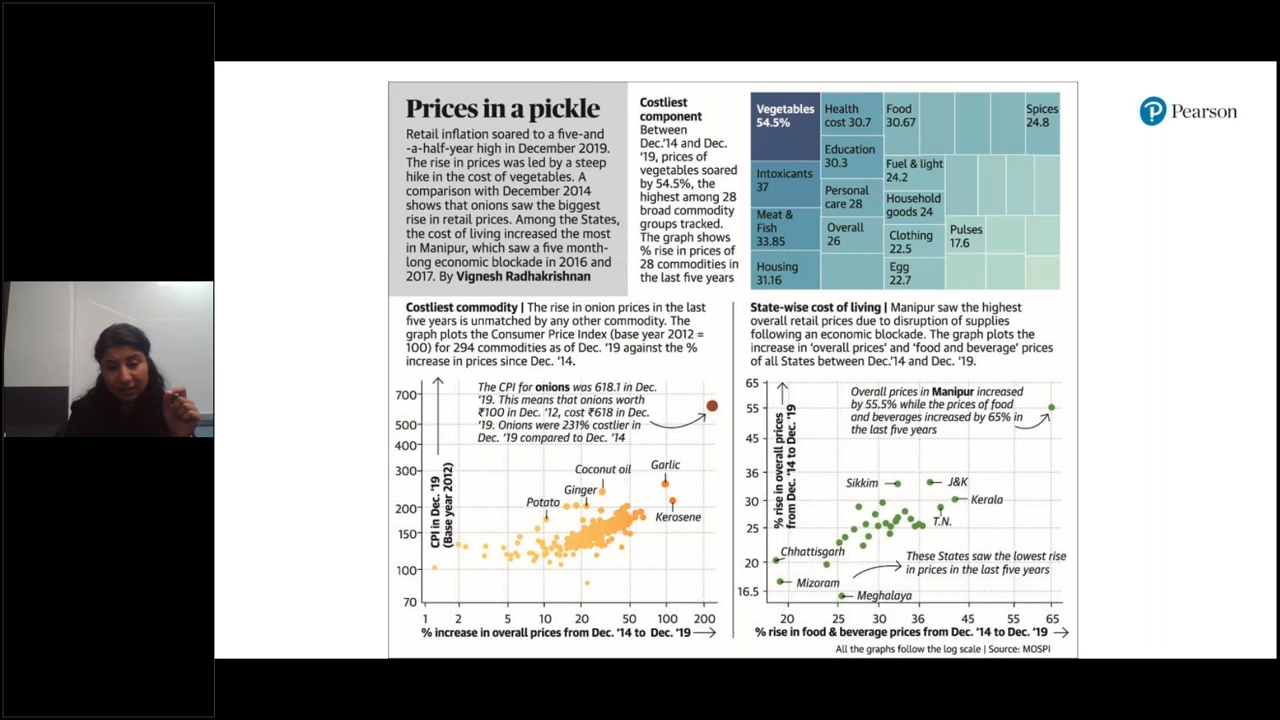 Prices in a pickle
Retail inflation soared to a five-and
-a-half-year high in December 2019.
The rise in prices was led by a steep
hike in the cost of vegetables. A
comparison with December 2014
shows that onions saw the biggest
rise in retail prices. Among the States,
the cost of living increased the most
in Manipur, which saw a five month-
long economic blockade in 2016 and
2017. By Vignesh Radhakrishnan
Costliest
component
Between
Dec.'14 and Dec.
'19, prices of
vegetables soared
by 54.5%, the
highest among 28
broad commodity
groups tracked.
The graph shows
% rise in prices of
28 commodities in
the last five years
Vegetables
54.5%
Intoxicants
37
Meat &
Fish
33.85
Housing
31.16
Health
cost 30.7
Education
30.3
Personal
care 28
Overall
26
Food
30.67
Fuel & light
24.2
Household
goods 24
Clothing
22.5
Egg
22.7
Pulses
17.6
Spices
24.8
Pearson
Costliest commodity | The rise in onion prices in the last
five years is unmatched by any other commodity. The
graph plots the Consumer Price Index (base year 2012 =
100) for 294 commodities as of Dec. '19 against the %
increase in prices since Dec. '14.
700
500
400
300
200
150
100
70
CPI in Dec. '19
(Base year 2012)
The CPI for onions was 618.1 in Dec.
'19. This means that onions worth
₹100 in Dec. '12, cost ₹618 in Dec.
'19. Onions were 231% costlier in
Dec. '19 compared to Dec. '14
Coconut oil
Garlic
Ginger
Potato
Kerosene
1 2 5 10 20 50 100 200
% increase in overall prices from Dec. '14 to Dec. '19
State-wise cost of living | Manipur saw the highest
overall retail prices due to disruption of supplies
following an economic blockade. The graph plots the
increase in 'overall prices' and 'food and beverage' prices
of all States between Dec.'14 and Dec. '19.
65
55
45
36
30
25
20
16.5
% rise in overall prices
from Dec. '14 to Dec. '19
Overall prices in Manipur increased
by 55.5% while the prices of food
and beverages increased by 65% in
the last five years
Sikkim
J&K
Kerala
T.N.
Chhattisgarh
These States saw the lowest rise
in prices in the last five years
Mizoram
Meghalaya
20 25 30 36 45 55 65
% rise in food & beverage prices from Dec. '14 to Dec. '19
All the graphs follow the log scale | Source: MOSPI